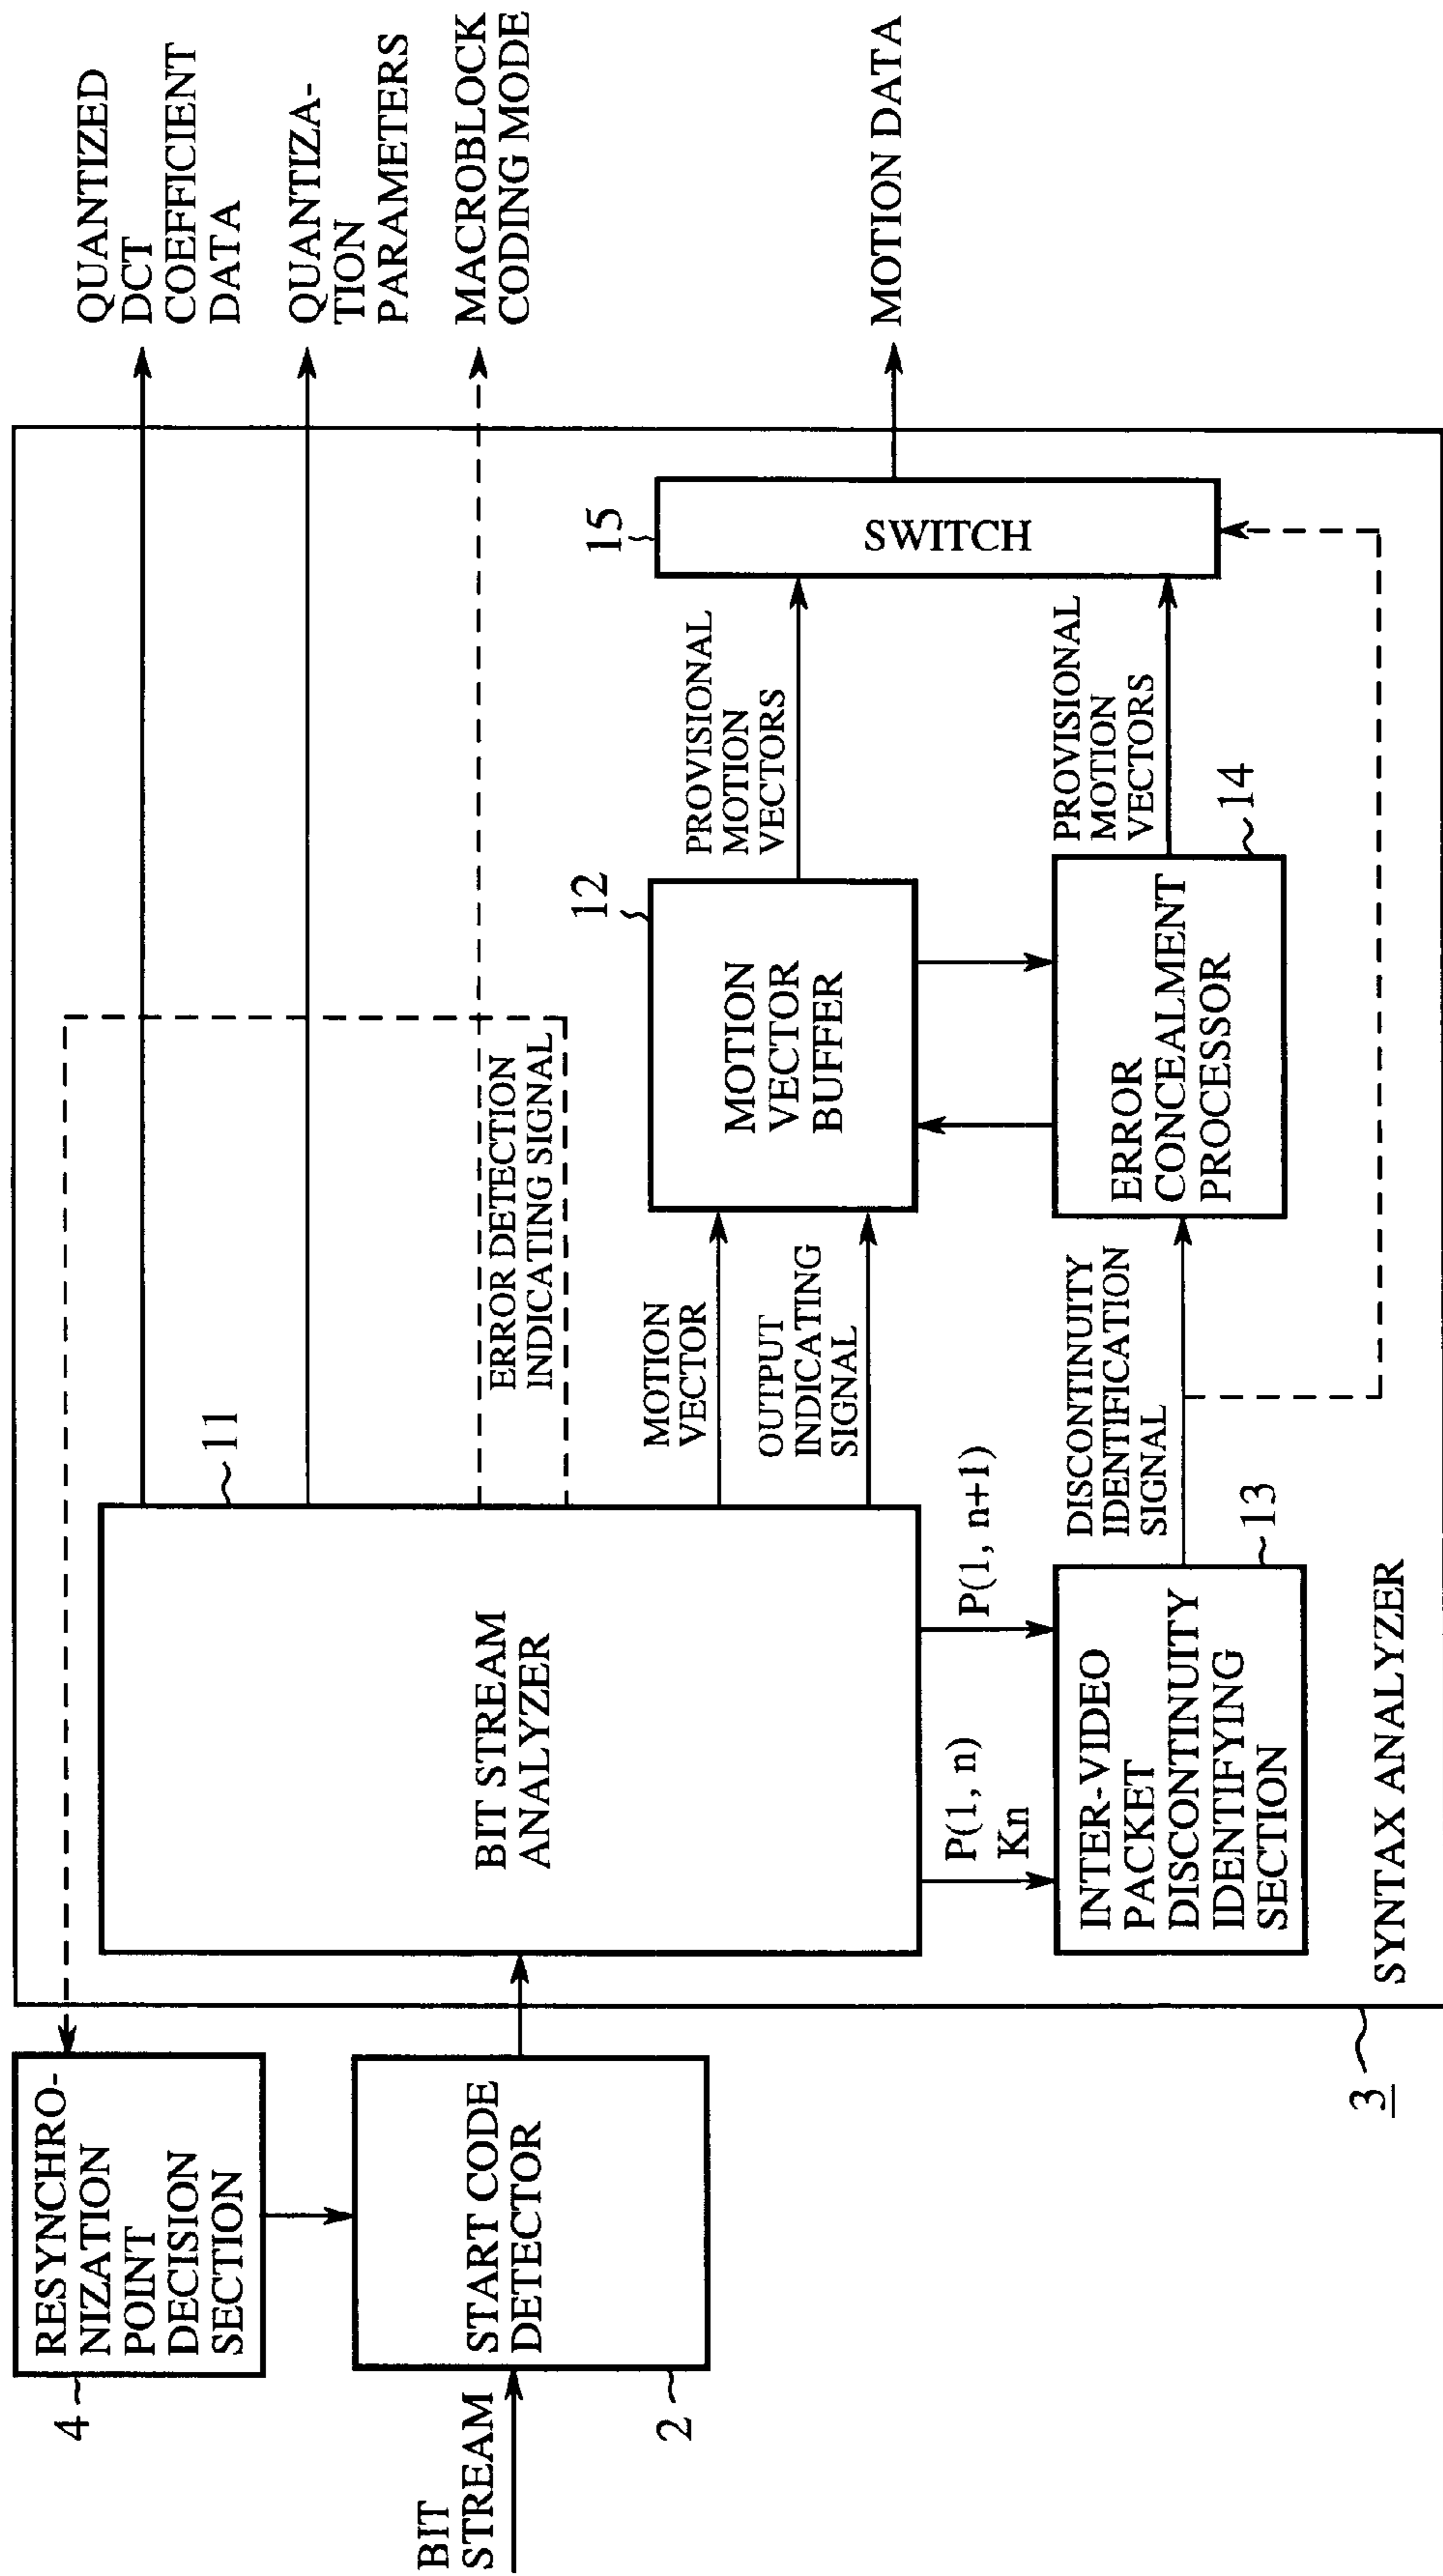 RESYNCHRO-
NIZATION
POINT
DECISION
SECTION
4
BIT
STREAM
START CODE
DETECTOR
2
3
SYNTAX ANALYZER
BIT STREAM
ANALYZER
11
P(1, n)
Kn
P(1, n+1)
INTER-VIDEO
PACKET
DISCONTINUITY
IDENTIFYING
SECTION
13
ERROR DETECTION
INDICATING SIGNAL
MOTION
VECTOR
OUTPUT
INDICATING
SIGNAL
DISCONTINUITY
IDENTIFICATION
SIGNAL
MOTION
VECTOR
BUFFER
12
ERROR
CONCEALMENT
PROCESSOR
14
PROVISIONAL
MOTION
VECTORS
PROVISIONAL
MOTION
VECTORS
15
SWITCH
QUANTIZED
DCT
COEFFICIENT
DATA
QUANTIZA-
TION
PARAMETERS
MACROBLOCK
CODING MODE
MOTION DATA